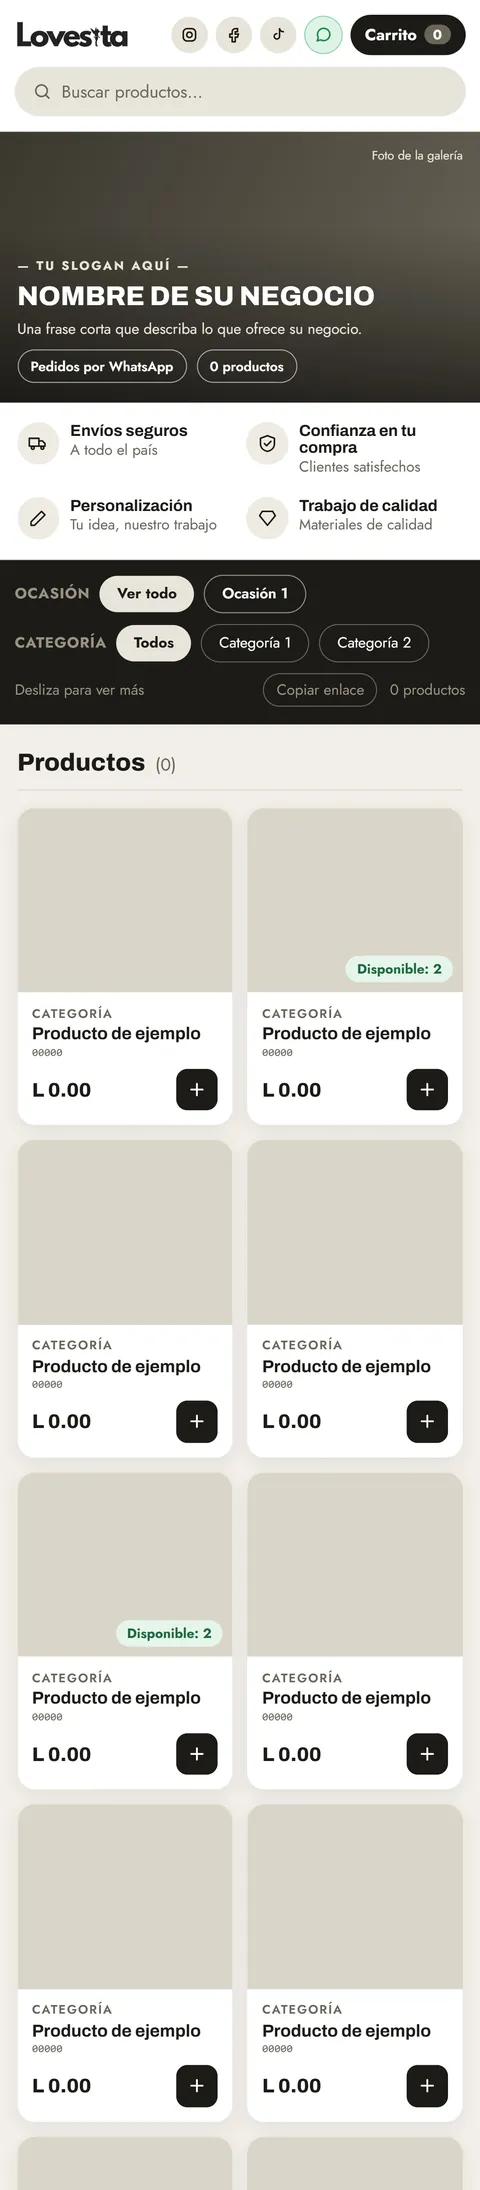 Lovesita
Carrito 0
Buscar productos...
Foto de la galería
— TU SLOGAN AQUÍ —
NOMBRE DE SU NEGOCIO
Una frase corta que describa lo que ofrece su negocio.
Pedidos por WhatsApp 0 productos
Envíos seguros
A todo el país
Confianza en tu
compra
Clientes satisfechos
Personalización
Tu idea, nuestro trabajo
Trabajo de calidad
Materiales de calidad
OCASIÓN Ver todo Ocasión 1
CATEGORÍA Todos Categoría 1 Categoría 2
Desliza para ver más Copiar enlace 0 productos
Productos (0)
CATEGORÍA
Producto de ejemplo
00000
L 0.00
Disponible: 2
CATEGORÍA
Producto de ejemplo
00000
L 0.00
CATEGORÍA
Producto de ejemplo
00000
L 0.00
CATEGORÍA
Producto de ejemplo
00000
L 0.00
Disponible: 2
CATEGORÍA
Producto de ejemplo
00000
L 0.00
CATEGORÍA
Producto de ejemplo
00000
L 0.00
CATEGORÍA
Producto de ejemplo
00000
L 0.00
CATEGORÍA
Producto de ejemplo
00000
L 0.00